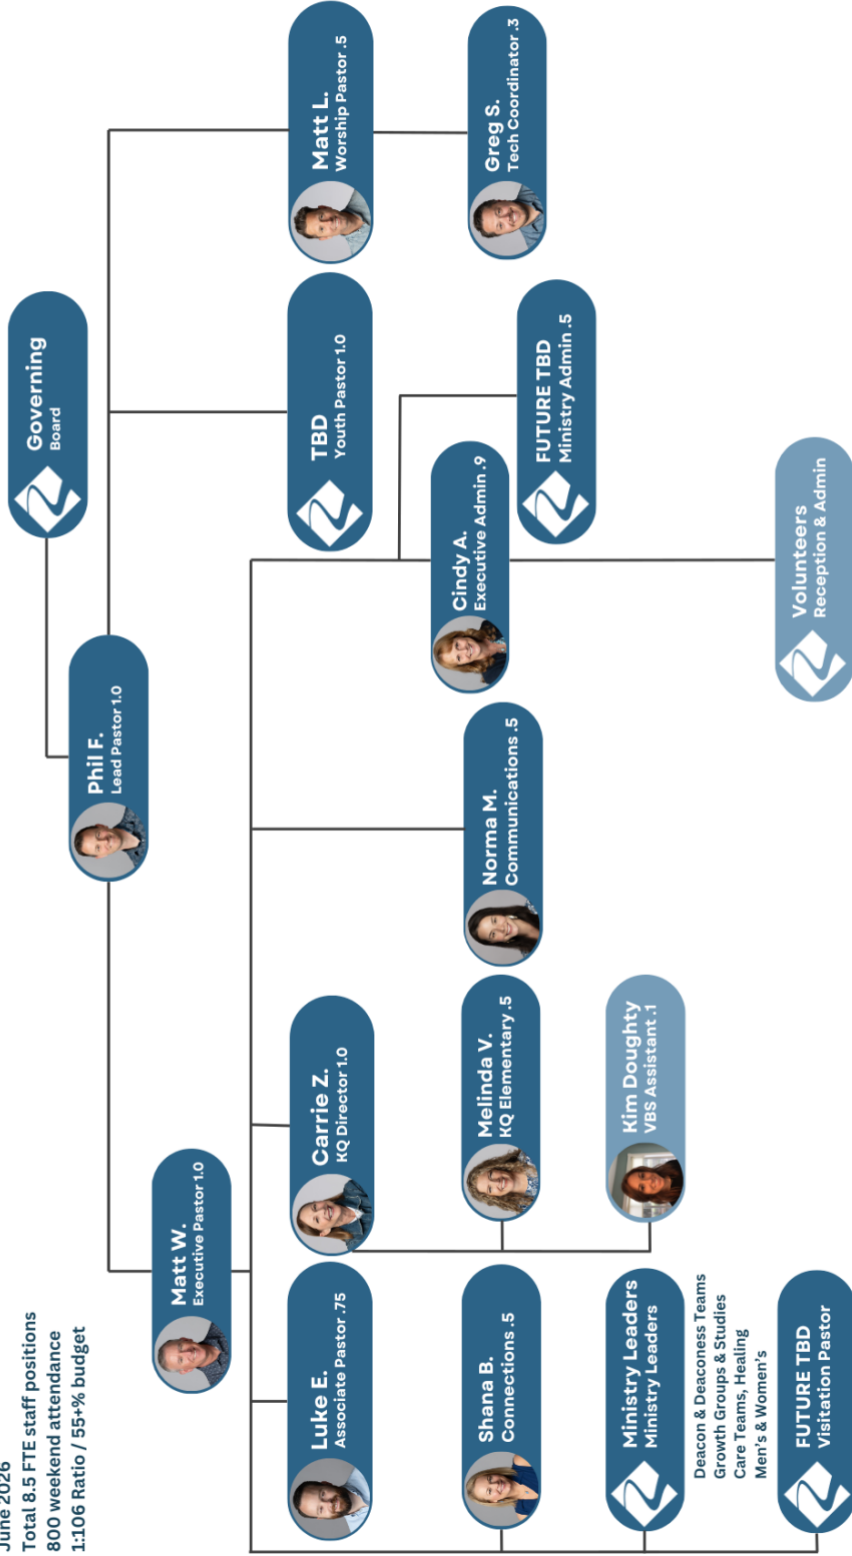 June 2026
Total 8.5 FTE staff positions
800 weekend attendance
1:106 Ratio / 55+% budget
Governing
Board
Phil F.
Lead Pastor 1.0
Matt W.
Executive Pastor 1.0
Luke E.
Associate Pastor .75
Carrie Z.
KQ Director 1.0
TBD
Youth Pastor 1.0
Matt L.
Worship Pastor .5
Shana B.
Connections .5
Melinda V.
KQ Elementary .5
Norma M.
Communications .5
Cindy A.
Executive Admin .9
Greg S.
Tech Coordinator .3
FUTURE TBD
Ministry Admin .5
Ministry Leaders
Ministry Leaders
Kim Doughty
VBS Assistant .1
Deacon & Deaconess Teams
Growth Groups & Studies
Care Teams, Healing
Men's & Women's
FUTURE TBD
Visitation Pastor
Volunteers
Reception & Admin